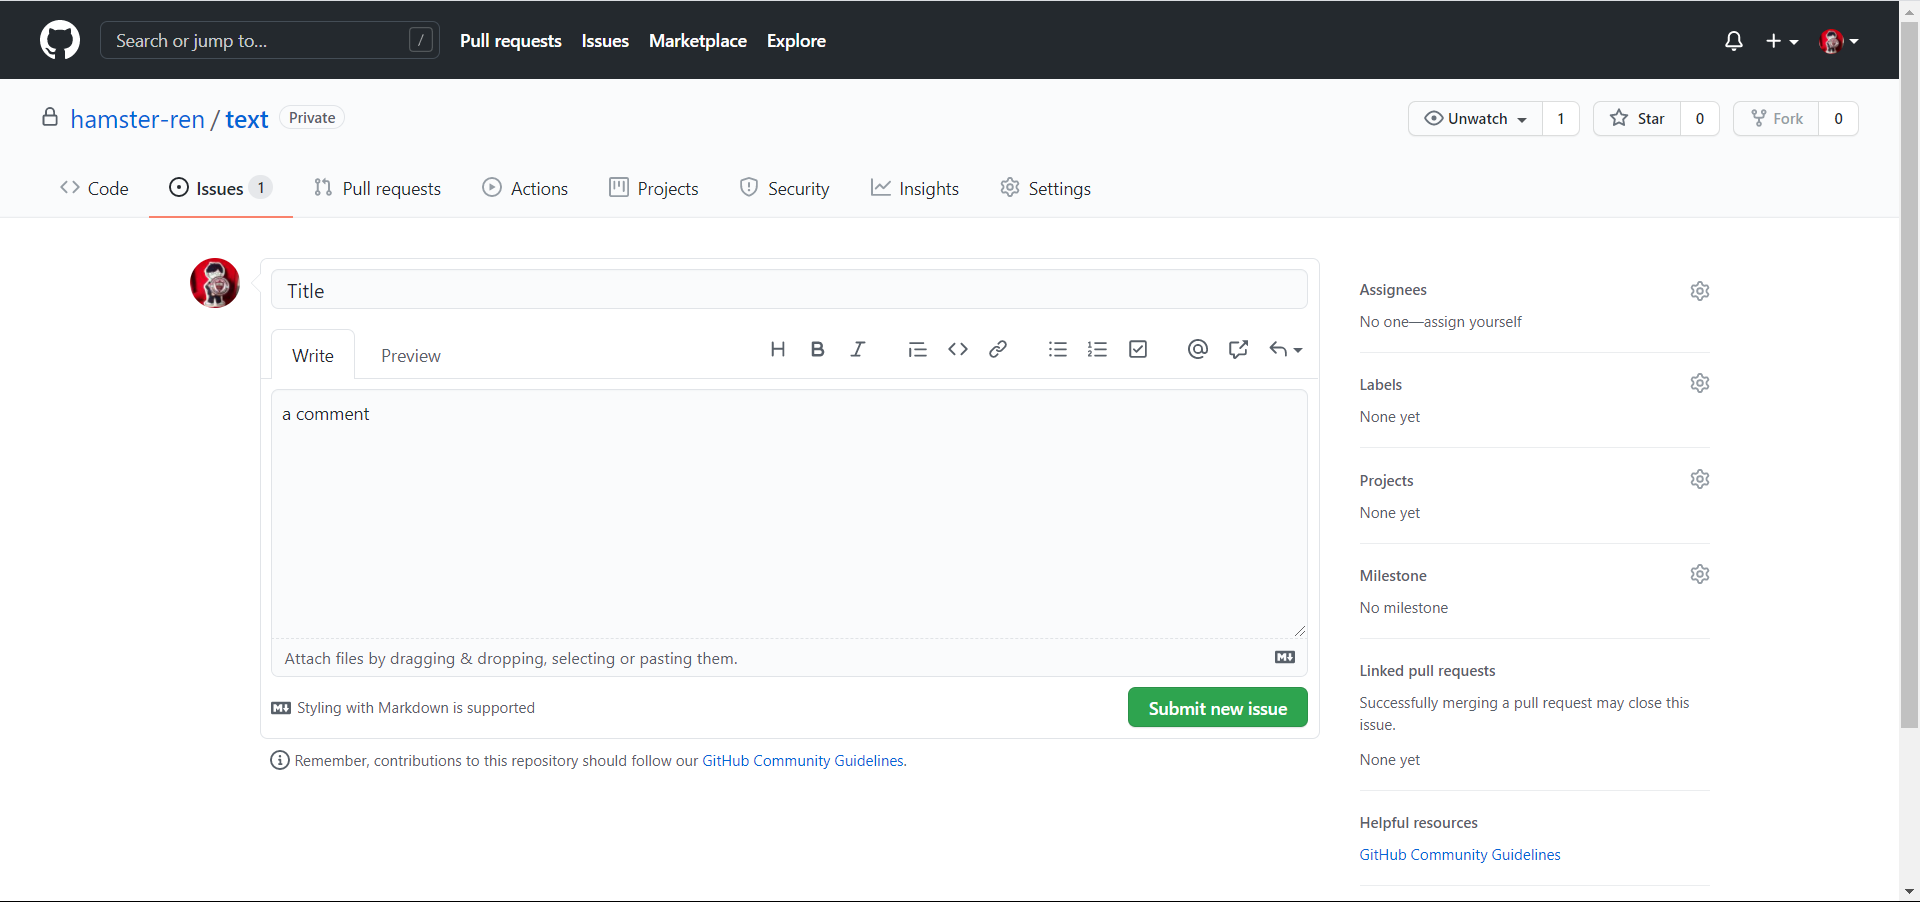 Search or jump to... /
Pull requests Issues Marketplace Explore
hamster-ren / text Private
Unwatch 1 Star 0 Fork 0
Code Issues 1 Pull requests Actions Projects Security Insights Settings
Title
Write Preview
a comment
Attach files by dragging & dropping, selecting or pasting them.
Styling with Markdown is supported
Submit new issue
Remember, contributions to this repository should follow our GitHub Community Guidelines.
Assignees
No one—assign yourself
Labels
None yet
Projects
None yet
Milestone
No milestone
Linked pull requests
Successfully merging a pull request may close this
issue.
None yet
Helpful resources
GitHub Community Guidelines